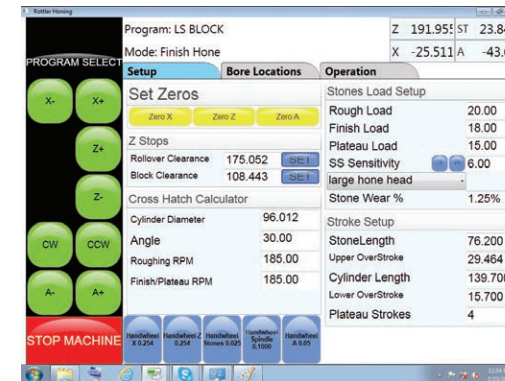 Rottler Honing
Program: LS BLOCK
Z 191.955 ST 23.84
Mode: Finish Hone
X -25.511 A -43.0
PROGRAM SELECT
Setup Bore Locations Operation
X- X+
Z+
Z-
CW CCW
A- A+
STOP MACHINE
Set Zeros
Zero X Zero Z Zero A
Z Stops
Rollover Clearance 175.052 SET
Block Clearance 108.443 SET
Cross Hatch Calculator
Cylinder Diameter 96.012
Angle 30.00
Roughing RPM 185.00
Finish/Plateau RPM 185.00
Stones Load Setup
Rough Load 20.00
Finish Load 18.00
Plateau Load 15.00
SS Sensitivity 6.00
large hone head
Stone Wear % 1.25%
Stroke Setup
StoneLength 76.200
Upper OverStroke 29.464
Cylinder Length 139.700
Lower OverStroke 15.700
Plateau Strokes 4
Handwheel X 0.254
Handwheel Z 0.254
Handwheel Stones 0.025
Handwheel Spindle 0.1000
Handwheel A 0.05